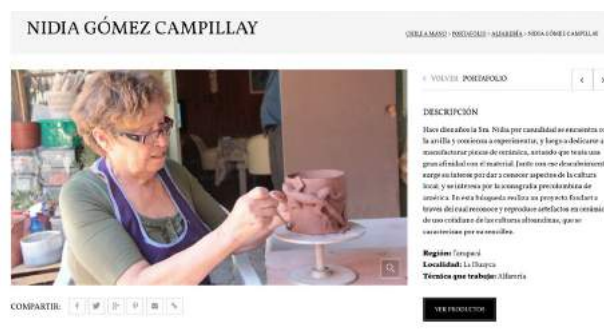 NIDIA GÓMEZ CAMPILLAY
CHILE A MANO > PORTAFOLIO > ALFARERÍA > NIDIA GÓMEZ CAMPILLAY
< VOLVER PORTAFOLIO
DESCRIPCIÓN
Hace años la Sra. Nidia por casualidad se encuentra
la arcilla y comienza a experimentar, y luego a dedicarse a
manufacturar piezas de cerámica, notando que tenía una
gran afinidad con el material. Junto con ese descubrimiento
surge su interés por dar a conocer aspectos de la cultura
local, y se interesa por la iconografía precolombina de
américa. En esta búsqueda realiza un proyecto fondart a
través del cual reconoce y reproduce artefactos en cerámica
de uso cotidiano de las culturas altoandinas, que se
caracterizan por su sencillez.
Región: Tarapacá
Localidad: La Huayca
Técnica que trabaja: Alfarería
COMPARTIR:
VER PRODUCTOS